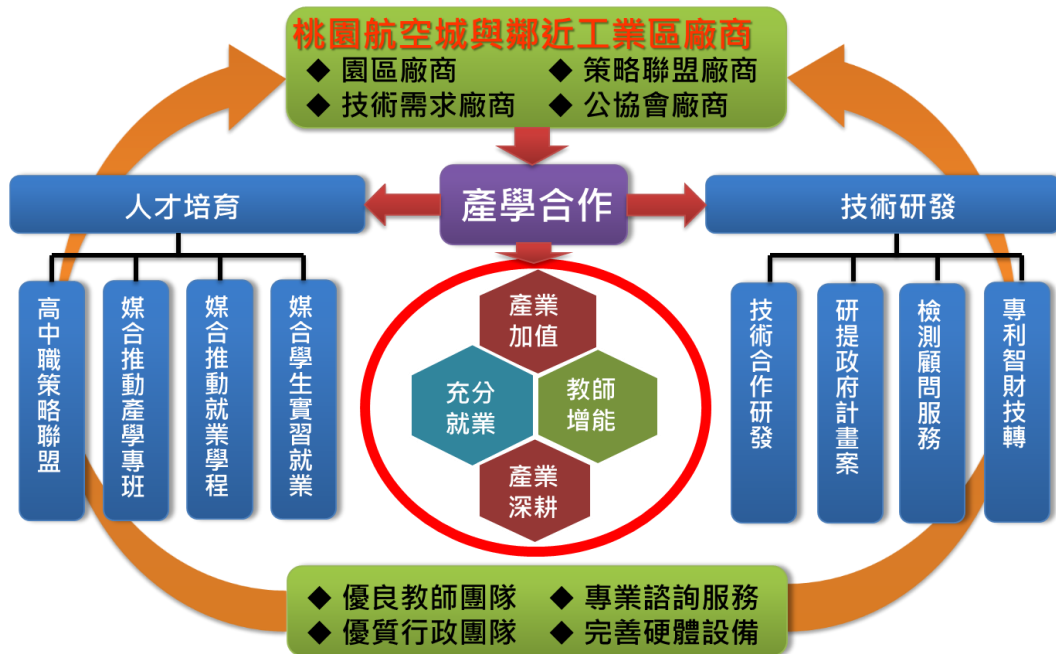 桃園航空城與鄰近工業區廠商
◆ 園區廠商 ◆ 策略聯盟廠商
◆ 技術需求廠商 ◆ 公協會廠商
人才培育
產學合作
技術研發
高中職策略聯盟
媒合推動產學專班
媒合推動就業學程
媒合學生實習就業
產業
加值
充分
就業
教師
增能
產業
深耕
技術合作研發
研提政府計畫案
檢測顧問服務
專利智財技轉
◆ 優良教師團隊 ◆ 專業諮詢服務
◆ 優質行政團隊 ◆ 完善硬體設備